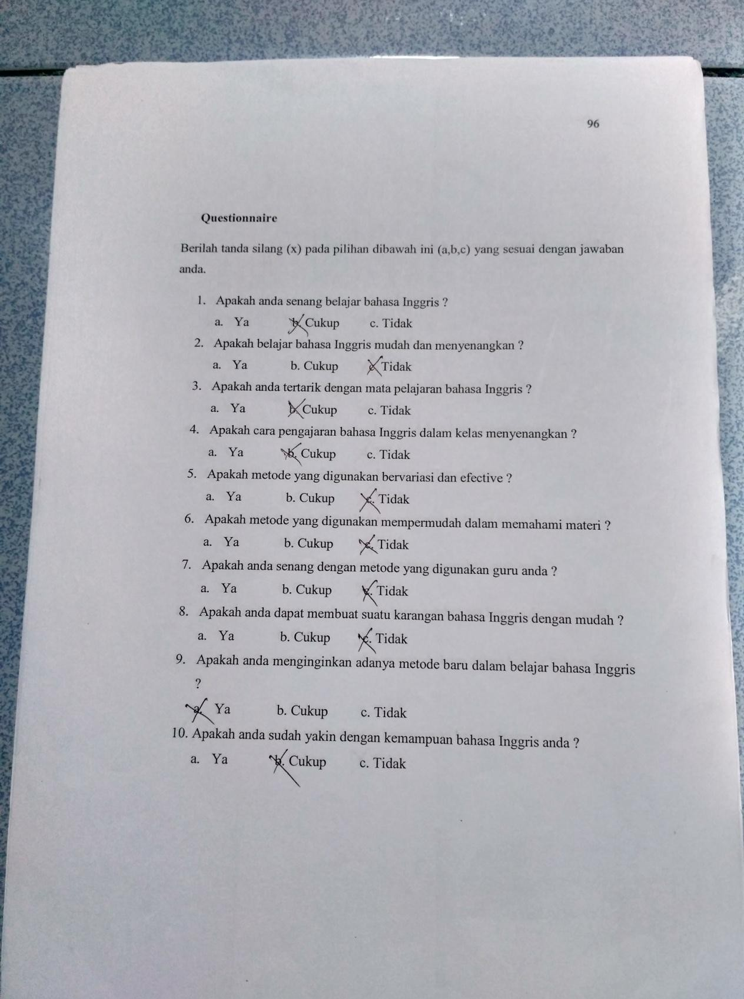 96
Questionnaire
Berilah tanda silang (x) pada pilihan dibawah ini (a,b,c) yang sesuai dengan jawaban
anda.
1. Apakah anda senang belajar bahasa Inggris ?
a. Ya b. Cukup c. Tidak
2. Apakah belajar bahasa Inggris mudah dan menyenangkan ?
a. Ya b. Cukup c. Tidak
3. Apakah anda tertarik dengan mata pelajaran bahasa Inggris ?
a. Ya b. Cukup c. Tidak
4. Apakah cara pengajaran bahasa Inggris dalam kelas menyenangkan ?
a. Ya b. Cukup c. Tidak
5. Apakah metode yang digunakan bervariasi dan efective ?
a. Ya b. Cukup c. Tidak
6. Apakah metode yang digunakan mempermudah dalam memahami materi ?
a. Ya b. Cukup c. Tidak
7. Apakah anda senang dengan metode yang digunakan guru anda ?
a. Ya b. Cukup c. Tidak
8. Apakah anda dapat membuat suatu karangan bahasa Inggris dengan mudah ?
a. Ya b. Cukup c. Tidak
9. Apakah anda menginginkan adanya metode baru dalam belajar bahasa Inggris
?
a. Ya b. Cukup c. Tidak
10. Apakah anda sudah yakin dengan kemampuan bahasa Inggris anda ?
a. Ya b. Cukup c. Tidak